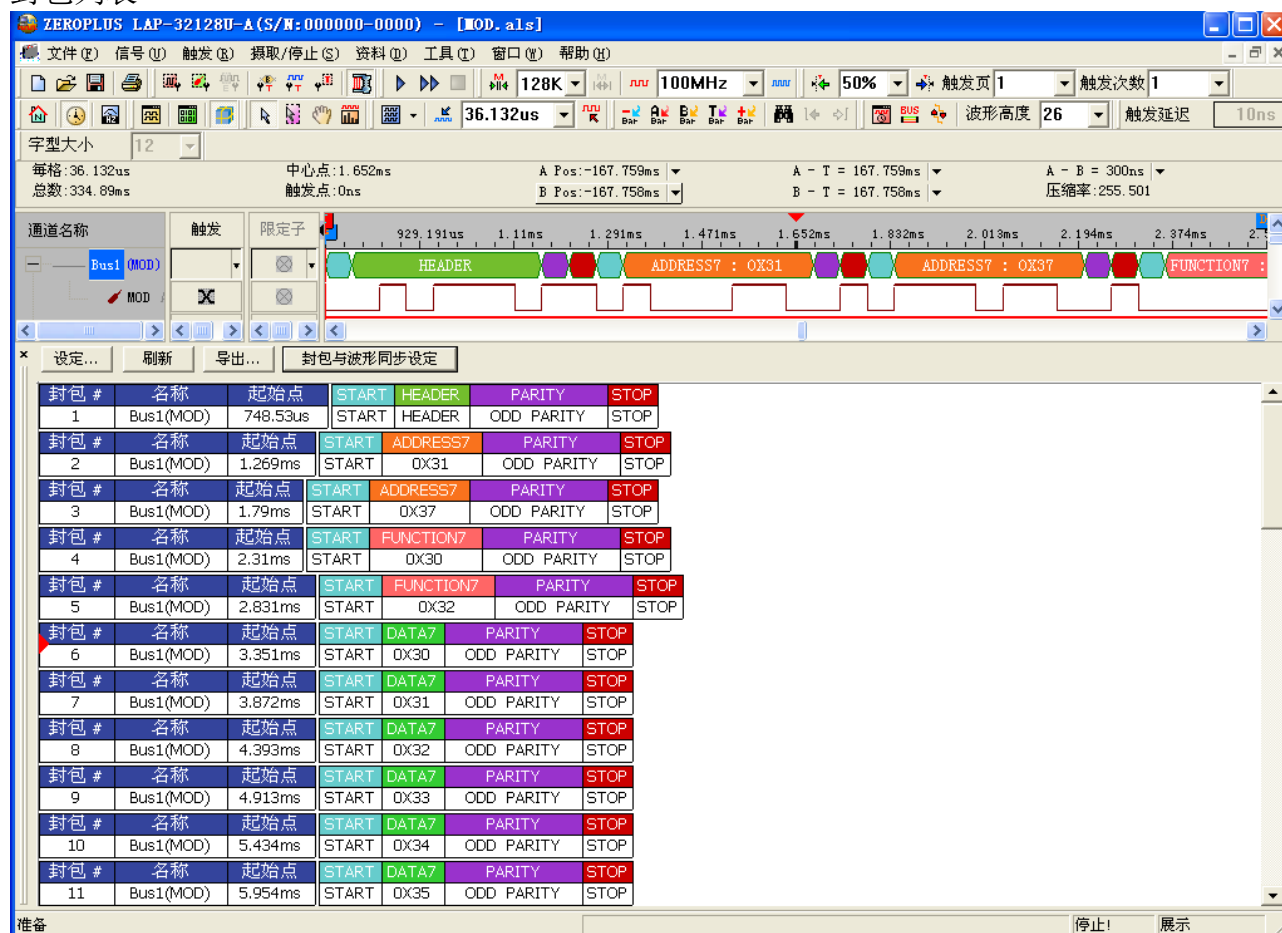 ZEROPLUS LAP-32128U-A(S/N:000000-0000) - [MOD.als]
文件(F) 信号(U) 触发(R) 摄取/停止(S) 资料(D) 工具(T) 窗口(W) 帮助(H)
128K 100MHz 50% 触发页 1 触发次数 1
36.132us Bar Bar Bar Bar Bar BUS 波形高度 26 触发延迟 10ns
字型大小 12
每格:36.132us 中心点:1.652ms A Pos:-167.759ms A - T = 167.759ms A - B = 300ns
总数:334.89ms 触发点:0ns B Pos:-167.758ms B - T = 167.758ms 压缩率:255.501
通道名称 触发 限定子 929.191us 1.11ms 1.291ms 1.471ms 1.652ms 1.832ms 2.013ms 2.194ms 2.374ms
Bus1 (MOD) HEADER ADDRESS7 : 0X31 ADDRESS7 : 0X37 FUNCTION7 :
MOD
设定... 刷新 导出... 封包与波形同步设定
封包 # 名称 起始点 START HEADER PARITY STOP
1 Bus1(MOD) 748.53us START HEADER ODD PARITY STOP
封包 # 名称 起始点 START ADDRESS7 PARITY STOP
2 Bus1(MOD) 1.269ms START 0X31 ODD PARITY STOP
封包 # 名称 起始点 START ADDRESS7 PARITY STOP
3 Bus1(MOD) 1.79ms START 0X37 ODD PARITY STOP
封包 # 名称 起始点 START FUNCTION7 PARITY STOP
4 Bus1(MOD) 2.31ms START 0X30 ODD PARITY STOP
封包 # 名称 起始点 START FUNCTION7 PARITY STOP
5 Bus1(MOD) 2.831ms START 0X32 ODD PARITY STOP
封包 # 名称 起始点 START DATA7 PARITY STOP
6 Bus1(MOD) 3.351ms START 0X30 ODD PARITY STOP
封包 # 名称 起始点 START DATA7 PARITY STOP
7 Bus1(MOD) 3.872ms START 0X31 ODD PARITY STOP
封包 # 名称 起始点 START DATA7 PARITY STOP
8 Bus1(MOD) 4.393ms START 0X32 ODD PARITY STOP
封包 # 名称 起始点 START DATA7 PARITY STOP
9 Bus1(MOD) 4.913ms START 0X33 ODD PARITY STOP
封包 # 名称 起始点 START DATA7 PARITY STOP
10 Bus1(MOD) 5.434ms START 0X34 ODD PARITY STOP
封包 # 名称 起始点 START DATA7 PARITY STOP
11 Bus1(MOD) 5.954ms START 0X35 ODD PARITY STOP
准备 停止! 展示